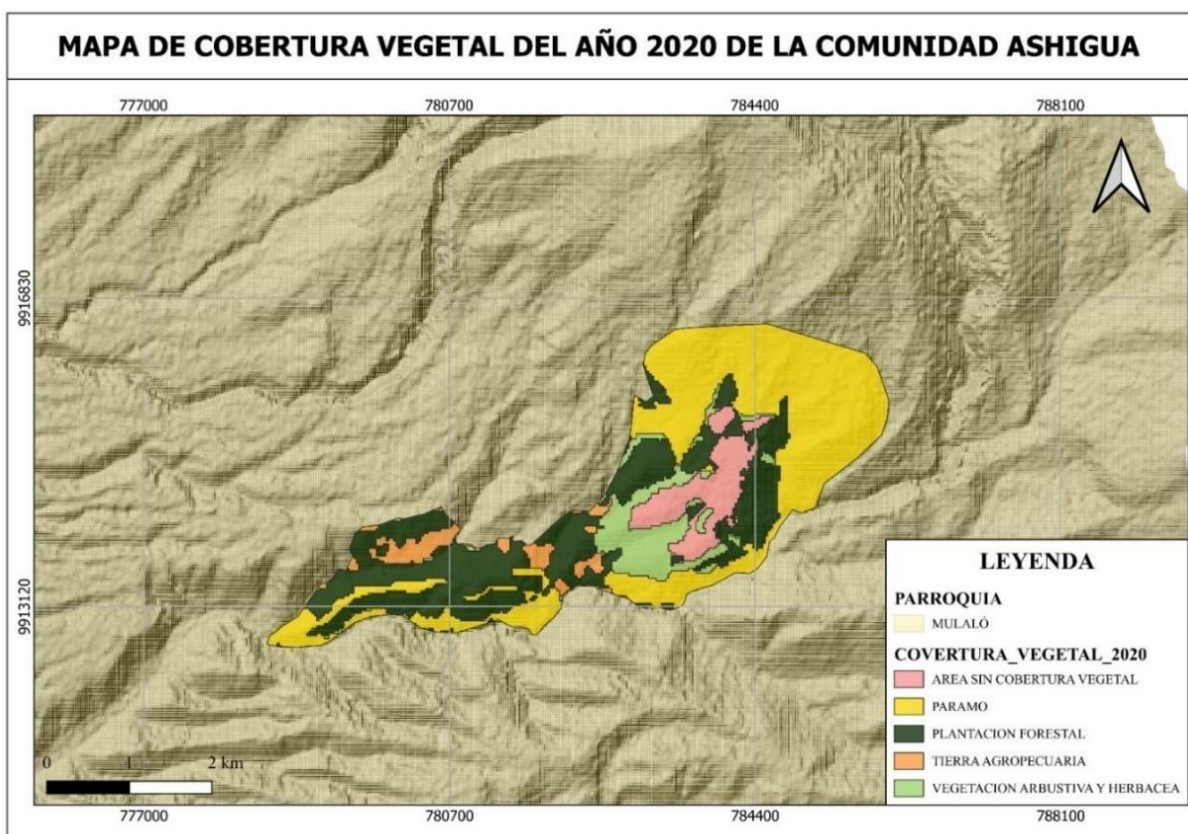 MAPA DE COBERTURA VEGETAL DEL AÑO 2020 DE LA COMUNIDAD ASHIGUA
777000 780700 784400 788100
9916830
9913120
LEYENDA
PARROQUIA
MULALÓ
COVERTURA_VEGETAL_2020
AREA SIN COBERTURA VEGETAL
PARAMO
PLANTACION FORESTAL
TIERRA AGROPECUARIA
VEGETACION ARBUSTIVA Y HERBACEA
0 1 2 km
777000 780700 784400 788100